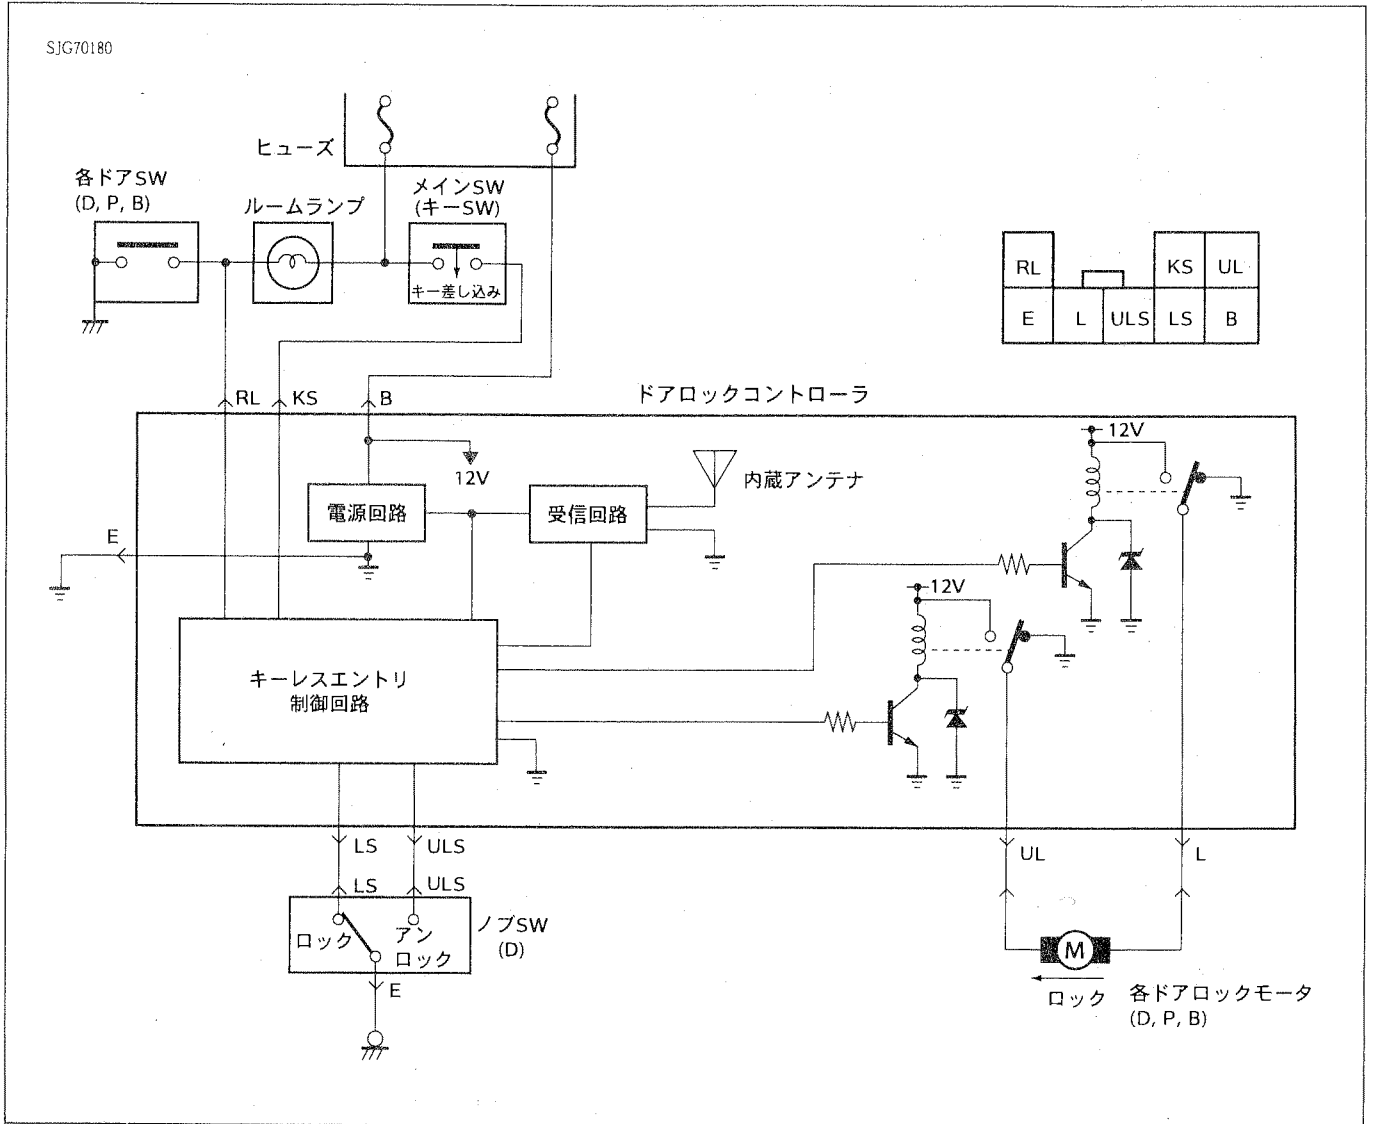 SJG70180
ヒューズ
各ドアSW
(D, P, B)
ルームランプ
メインSW
(キーSW)
キー差し込み
RL
KS
UL
E
L
ULS
LS
B
RL
KS
B
ドアロックコントローラ
12V
12V
内蔵アンテナ
電源回路
受信回路
E
12V
キーレスエントリ
制御回路
LS
ULS
UL
L
LS
ULS
ロック
アン
ロック
ノブSW
(D)
M
E
ロック
各ドアロックモータ
(D, P, B)